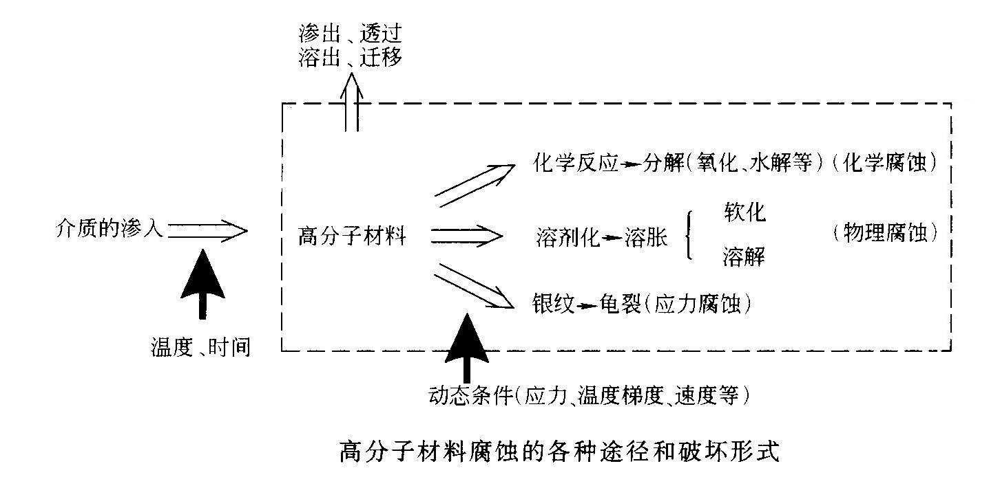 渗出、透过
溶出、迁移
化学反应→分解(氧化、水解等)(化学腐蚀)
介质的渗入
高分子材料
溶剂化→溶胀
软化
溶解
(物理腐蚀)
银纹→龟裂(应力腐蚀)
温度、时间
动态条件(应力、温度梯度、速度等)
高分子材料腐蚀的各种途径和破坏形式